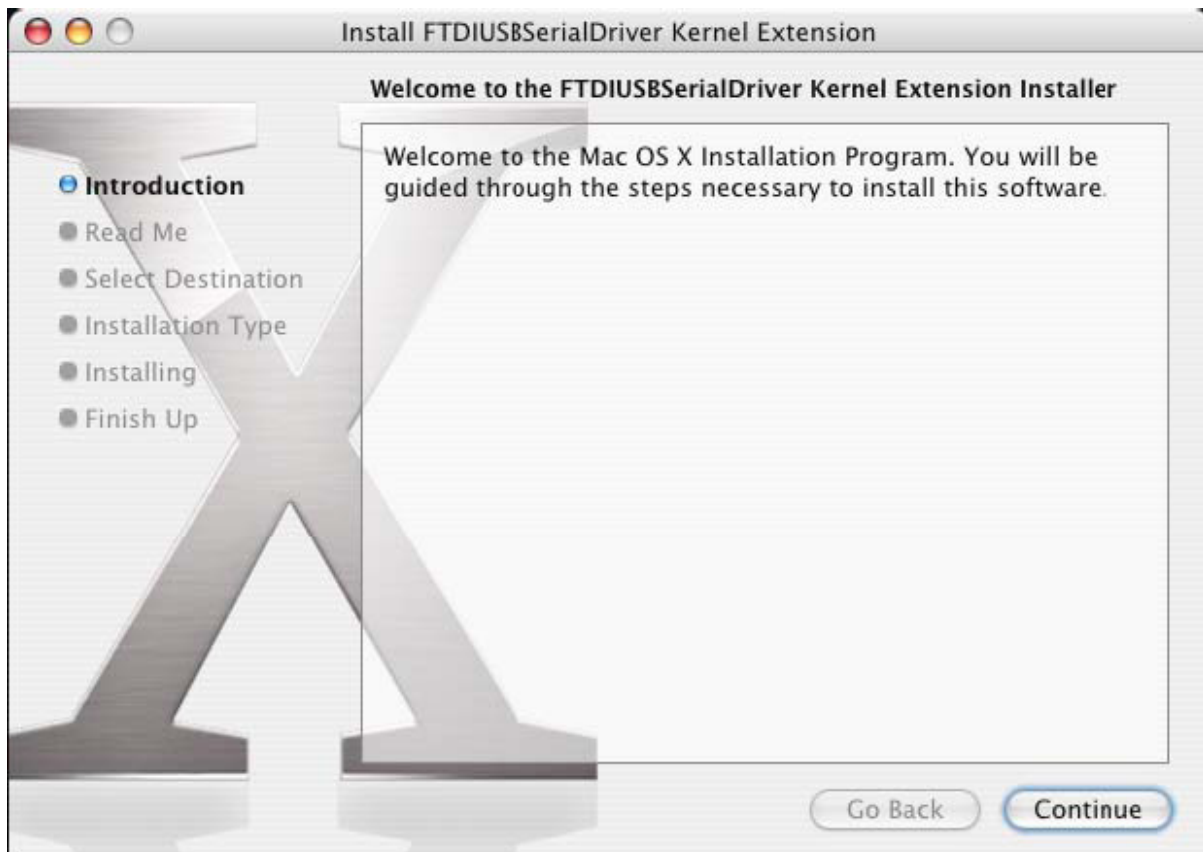 Install FTDIUSBSerialDriver Kernel Extension
Welcome to the FTDIUSBSerialDriver Kernel Extension Installer
Introduction
Read Me
Select Destination
Installation Type
Installing
Finish Up
Welcome to the Mac OS X Installation Program. You will be
guided through the steps necessary to install this software.
Go Back
Continue